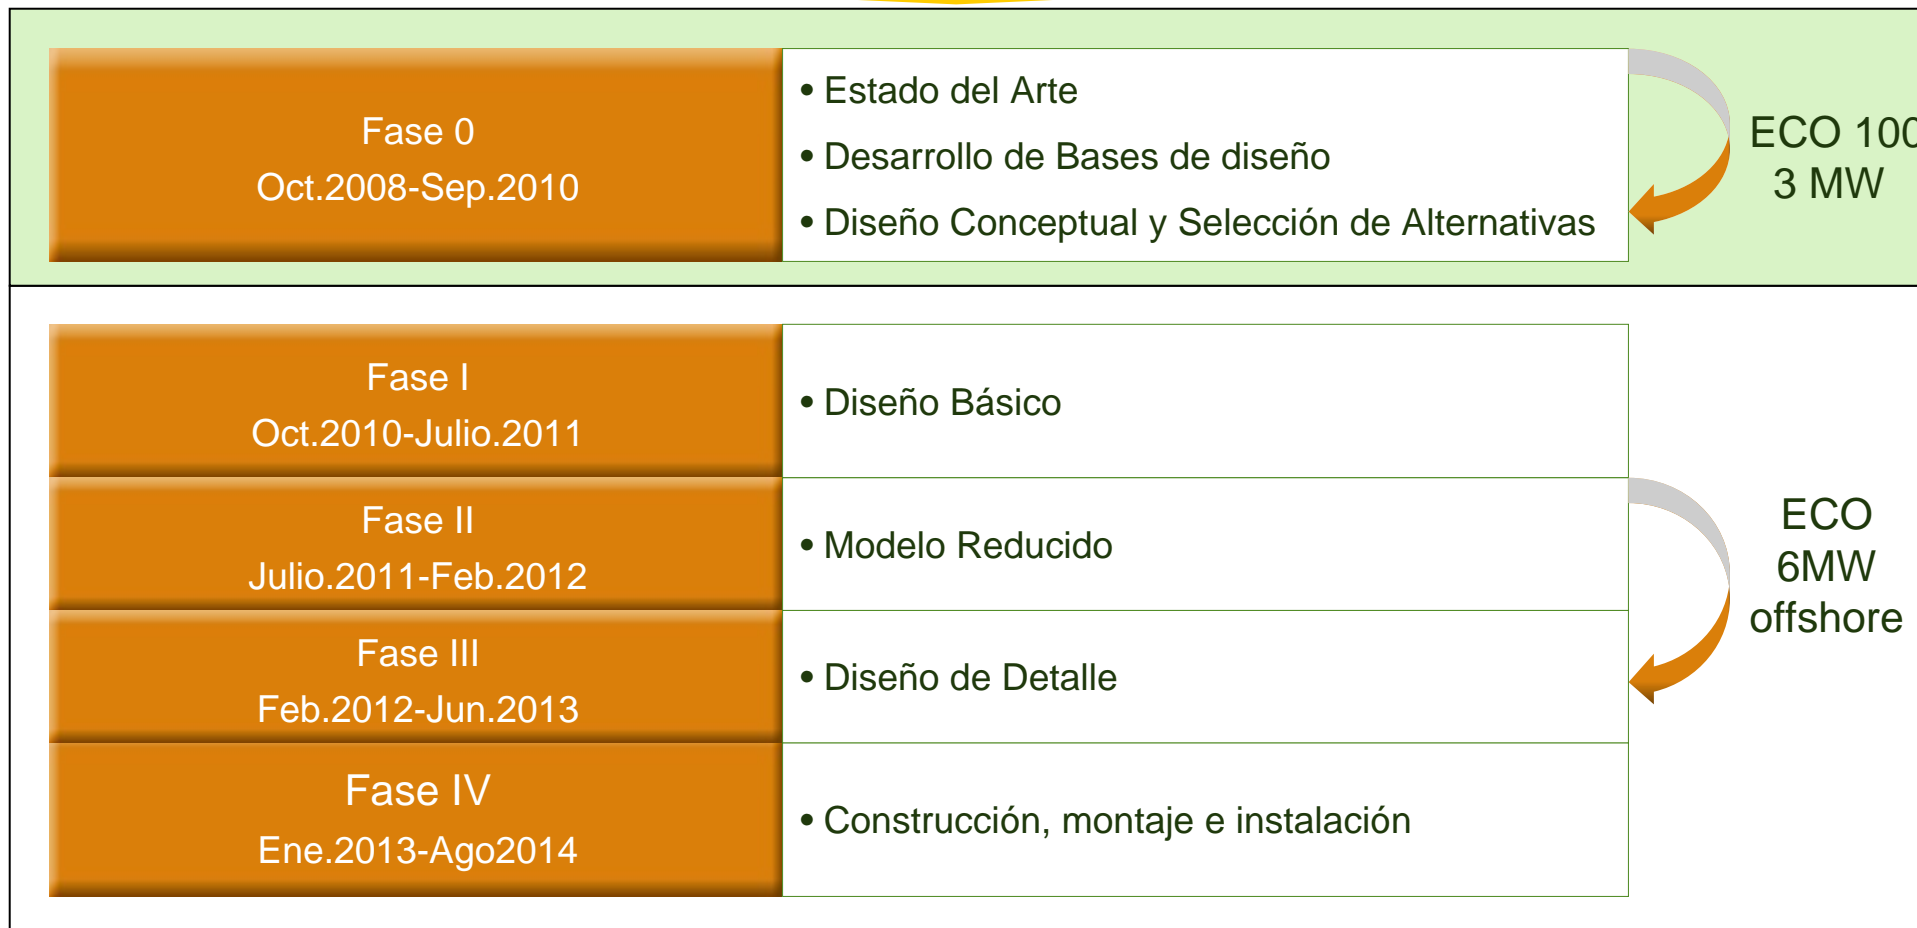 Fase 0
Oct.2008-Sep.2010
• Estado del Arte
• Desarrollo de Bases de diseño
• Diseño Conceptual y Selección de Alternativas
ECO 100
3 MW
Fase I
Oct.2010-Julio.2011
• Diseño Básico
Fase II
Julio.2011-Feb.2012
• Modelo Reducido
Fase III
Feb.2012-Jun.2013
• Diseño de Detalle
Fase IV
Ene.2013-Ago2014
• Construcción, montaje e instalación
ECO
6MW
offshore